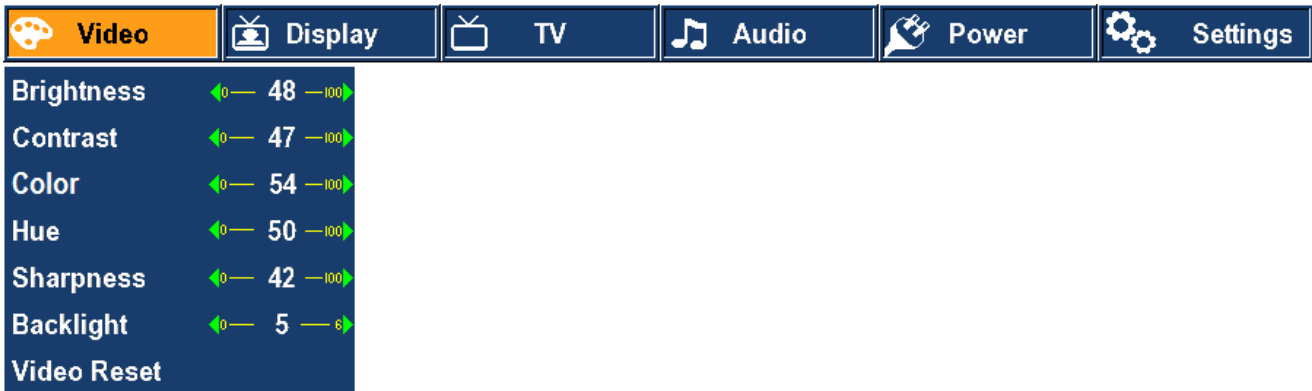 Video Display TV Audio Power Settings
Brightness 0 48 100
Contrast 0 47 100
Color 0 54 100
Hue 0 50 100
Sharpness 0 42 100
Backlight 0 5 6
Video Reset